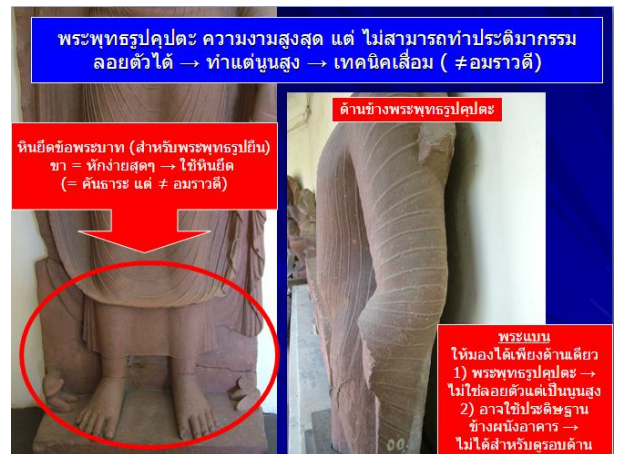 พระพุทธรูปคุปตะ ความงามสูงสุด แต่ ไม่สามารถทำประติมากรรม
ลอยตัวได้ → ทำแต่นูนสูง → เทคนิคเสื่อม ( ≠อมราวดี)
ด้านข้างพระพุทธรูปคุปตะ
หินยึดข้อพระบาท (สำหรับพระพุทธรูปยืน)
ขา = หักง่ายสุดๆ → ใช้หินยึด
(= คันธาระ แต่ ≠ อมราวดี)
พระแบน
ให้มองได้เพียงด้านเดียว
1) พระพุทธรูปคุปตะ →
ไม่ใช่ลอยตัวแต่เป็นนูนสูง
2) อาจใช้ประดิษฐาน
ข้างผนังอาคาร →
ไม่ได้สำหรับดูรอบด้าน